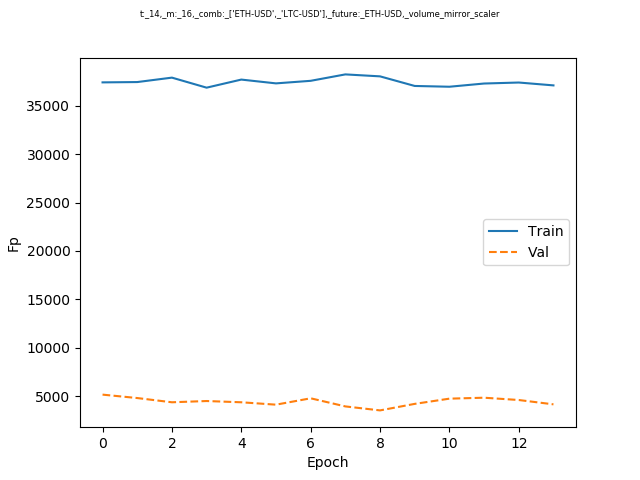 t:_14,_m:_16,_comb:_['ETH-USD',_'LTC-USD'],_future:_ETH-USD,_volume_mirror_scaler
35000
30000
25000
20000
15000
10000
5000
Fp
Train
Val
0 2 4 6 8 10 12
Epoch